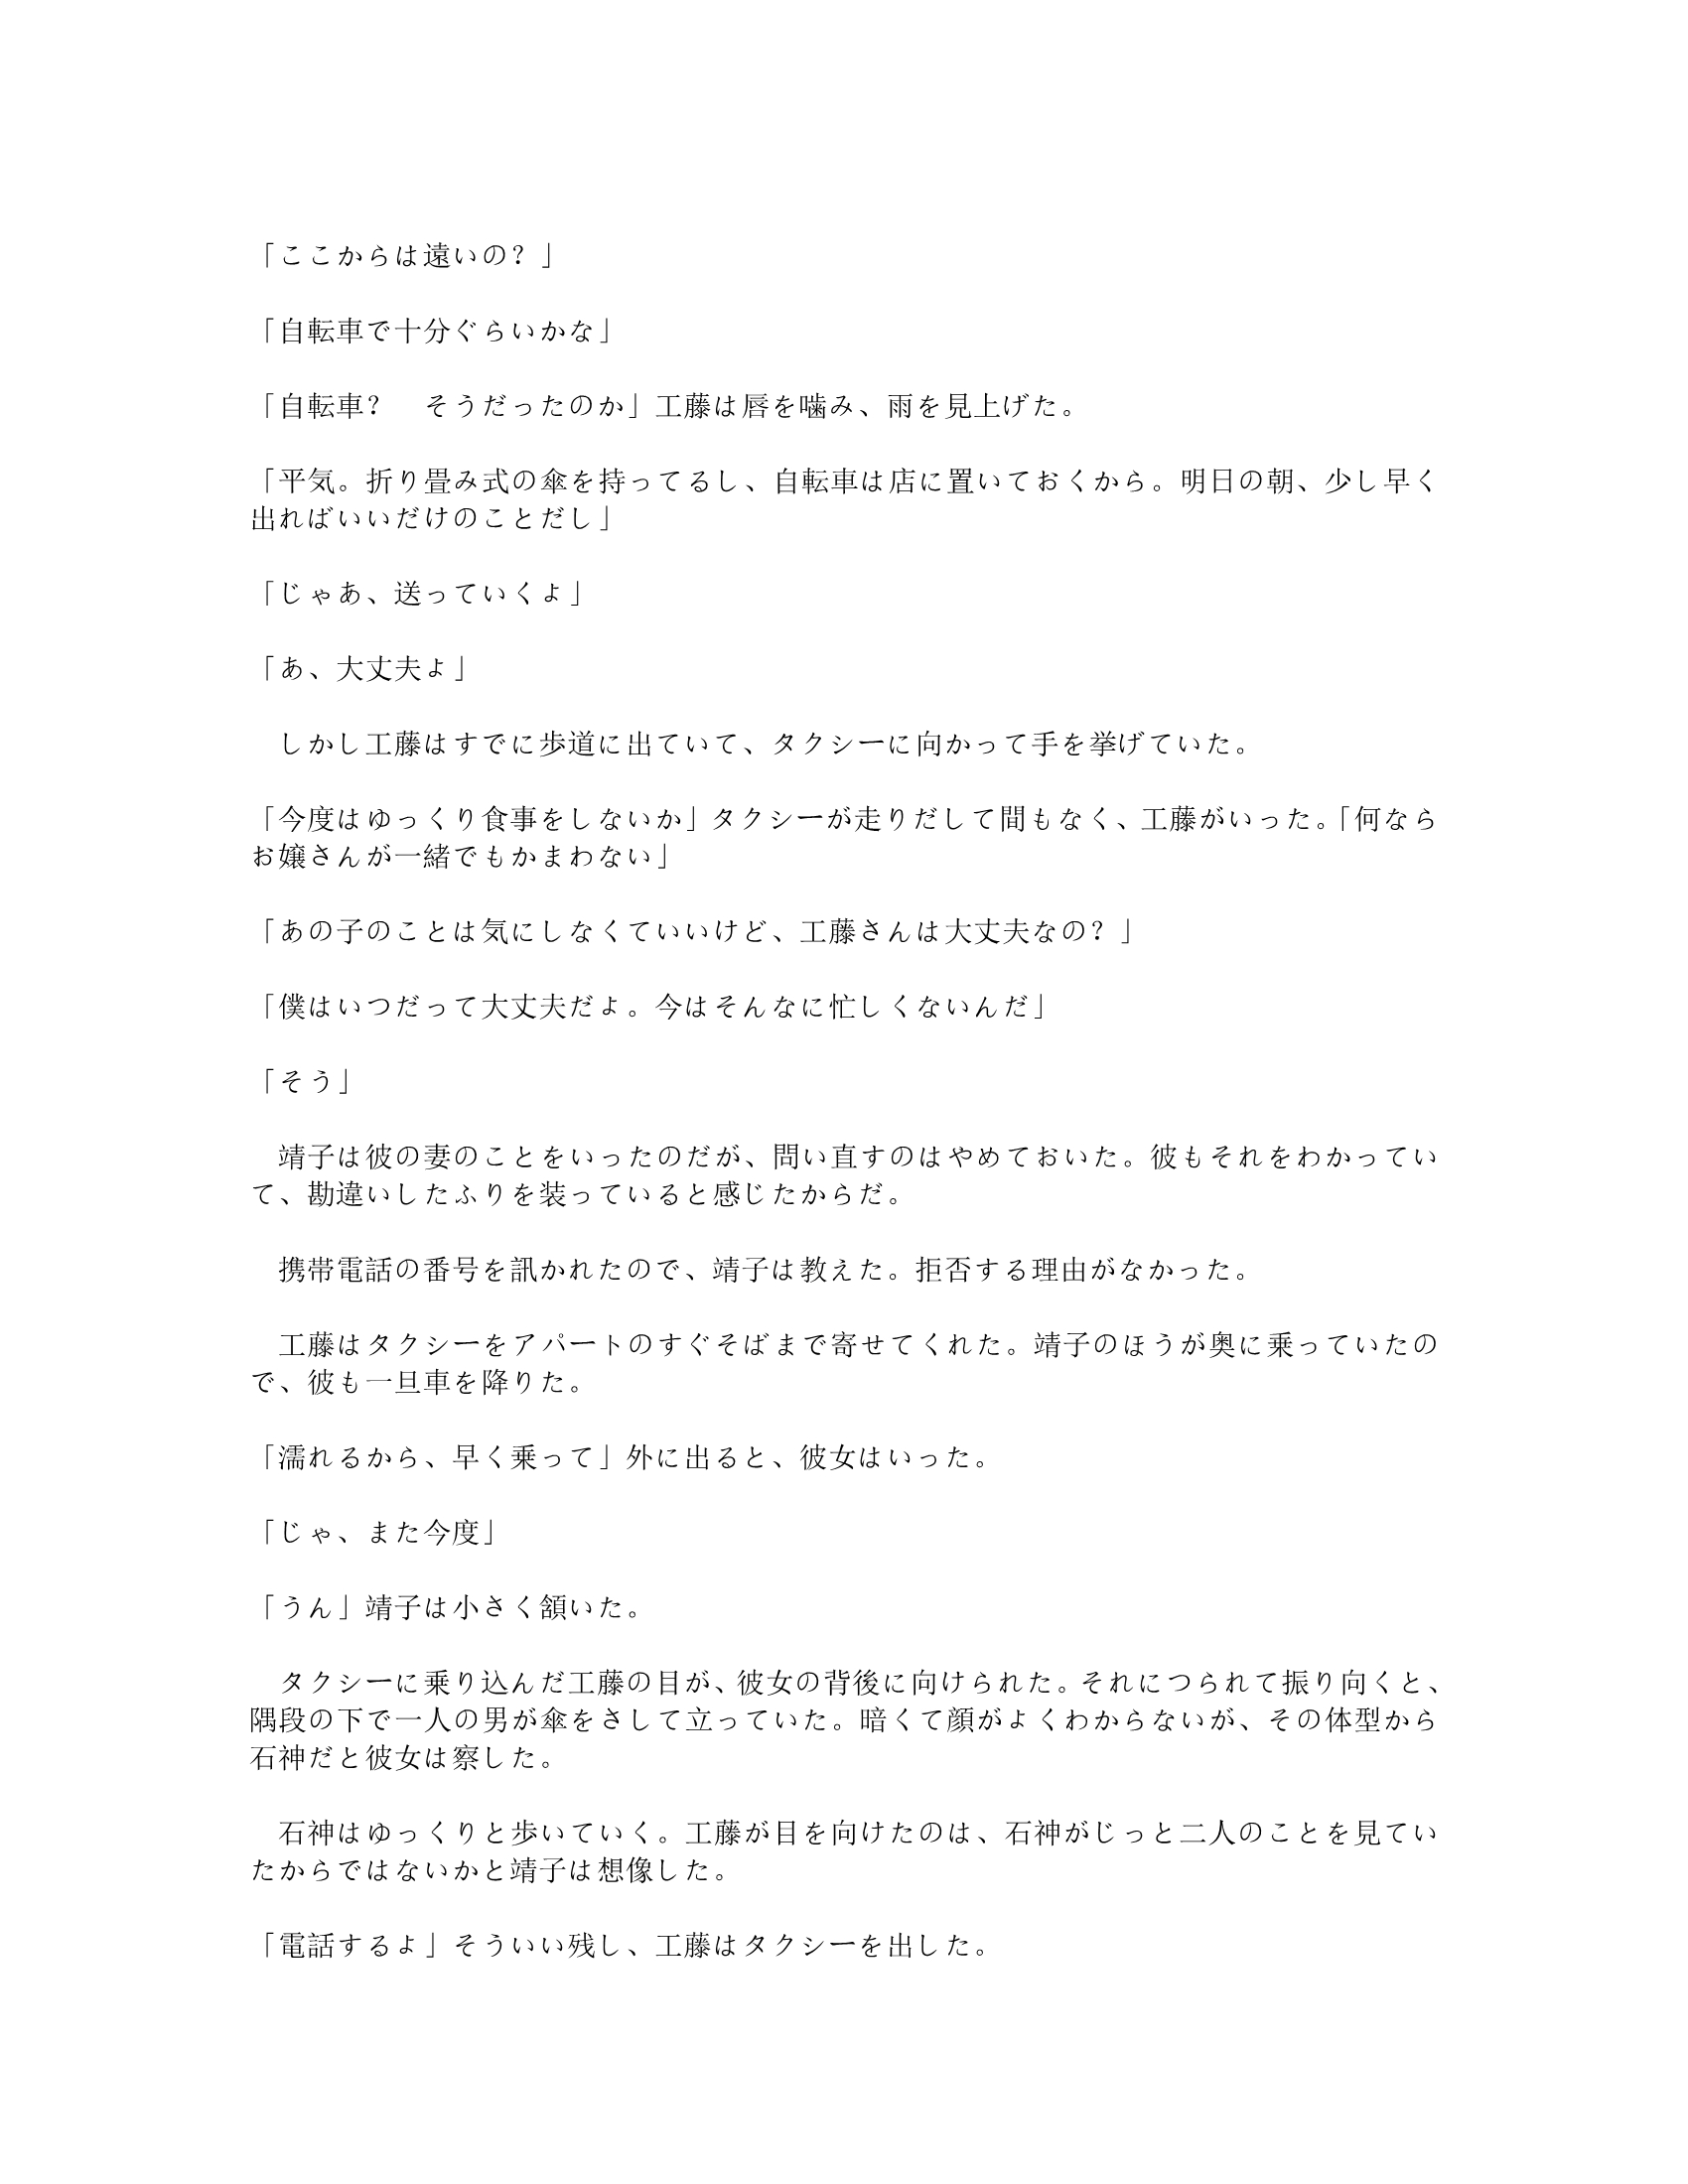 「ここからは遠いの？」
「自転車で十分ぐらいかな」
「自転車？　そうだったのか」工藤は唇を噛み、雨を見上げた。
「平気。折り畳み式の傘を持ってるし、自転車は店に置いておくから。明日の朝、少し早く
出ればいいだけのことだし」
「じゃあ、送っていくよ」
「あ、大丈夫よ」
　しかし工藤はすでに歩道に出ていて、タクシーに向かって手を挙げていた。
「今度はゆっくり食事をしないか」タクシーが走りだして間もなく、工藤がいった。「何なら
お嬢さんが一緒でもかまわない」
「あの子のことは気にしなくていいけど、工藤さんは大丈夫なの？」
「僕はいつだって大丈夫だよ。今はそんなに忙しくないんだ」
「そう」
　靖子は彼の妻のことをいったのだが、問い直すのはやめておいた。彼もそれをわかってい
て、勘違いしたふりを装っていると感じたからだ。
　携帯電話の番号を訊かれたので、靖子は教えた。拒否する理由がなかった。
　工藤はタクシーをアパートのすぐそばまで寄せてくれた。靖子のほうが奥に乗っていたの
で、彼も一旦車を降りた。
「濡れるから、早く乗って」外に出ると、彼女はいった。
「じゃ、また今度」
「うん」靖子は小さく頷いた。
　タクシーに乗り込んだ工藤の目が、彼女の背後に向けられた。それにつられて振り向くと、
隅段の下で一人の男が傘をさして立っていた。暗くて顔がよくわからないが、その体型から
石神だと彼女は察した。
　石神はゆっくりと歩いていく。工藤が目を向けたのは、石神がじっと二人のことを見てい
たからではないかと靖子は想像した。
「電話するよ」そういい残し、工藤はタクシーを出した。